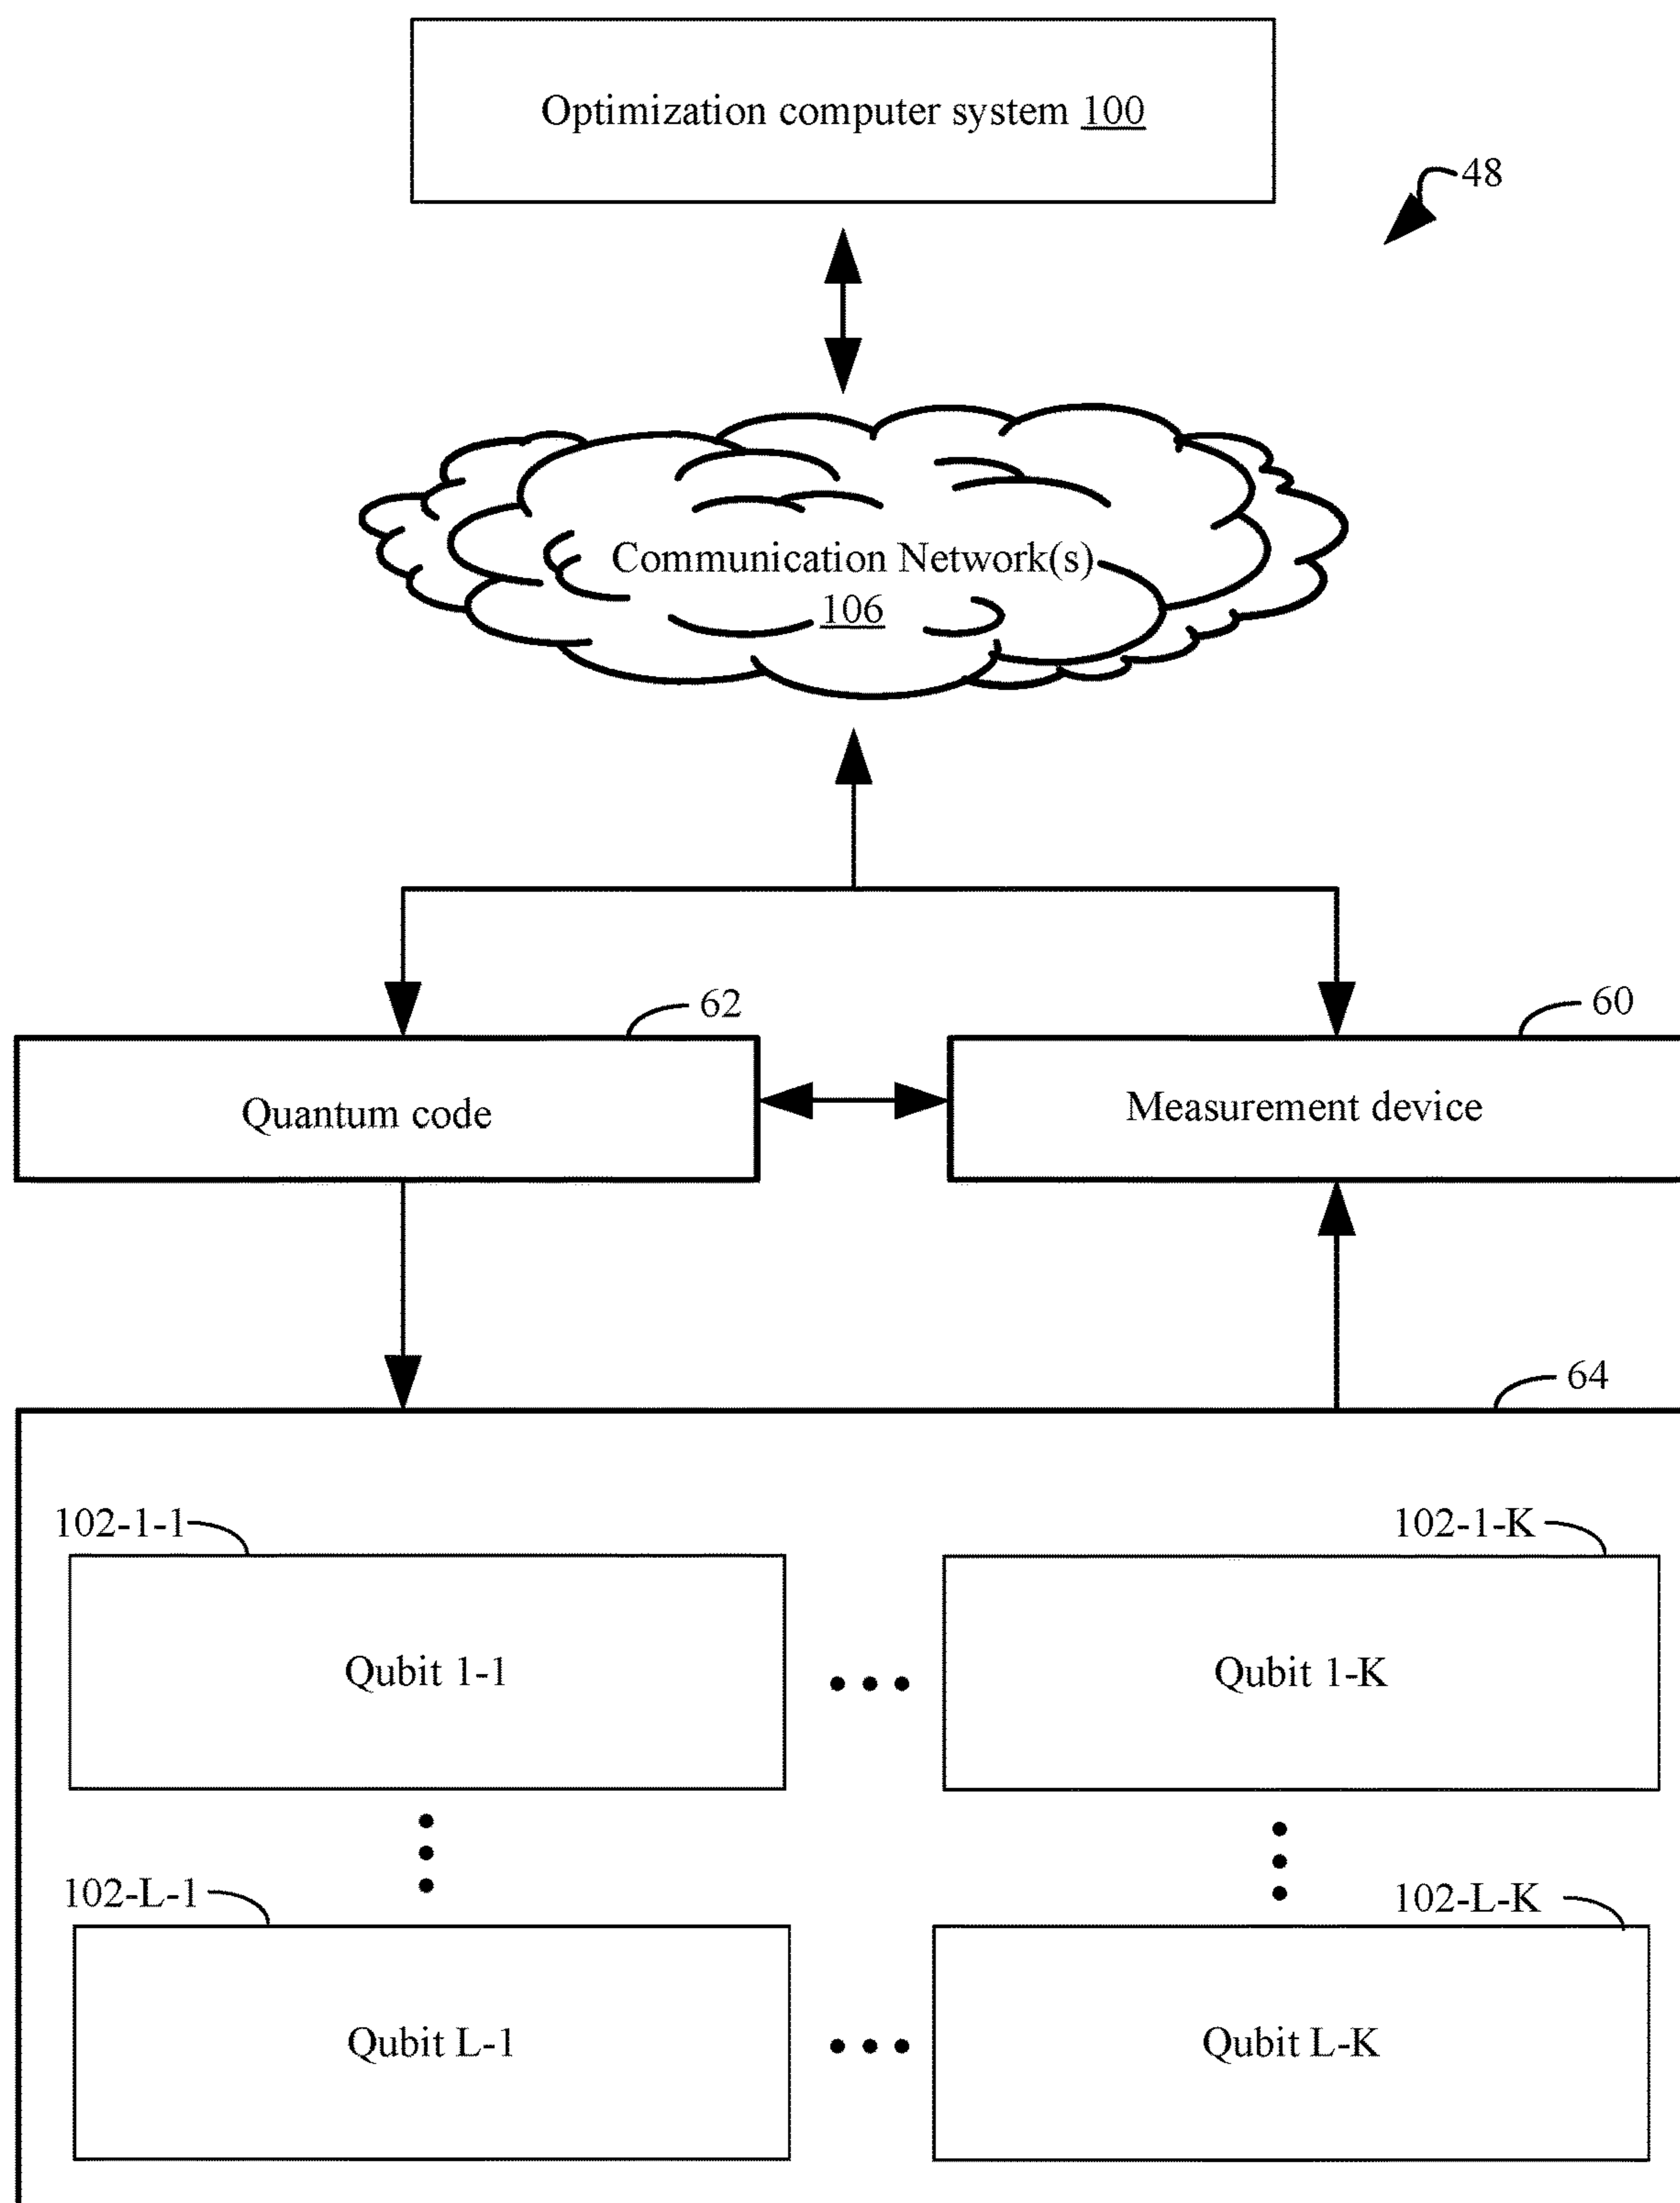 Optimization computer system 100
48
Communication Network(s)
106
62
60
Quantum code
Measurement device
64
102-1-1
102-1-K
Qubit 1-1
Qubit 1-K
102-L-1
102-L-K
Qubit L-1
Qubit L-K